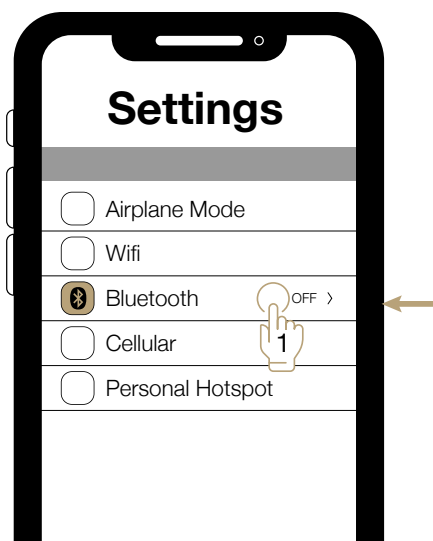 Settings
Airplane Mode
Wifi
Bluetooth OFF >
1
Cellular
Personal Hotspot